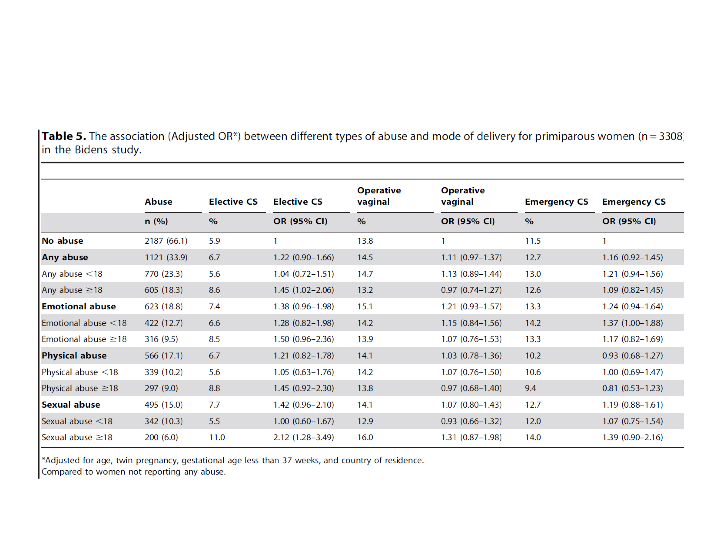 Table 5. The association (Adjusted OR*) between different types of abuse and mode of delivery for primiparous women (n = 3308)
in the Bidens study.
Operative Operative
Abuse Elective CS Elective CS vaginal vaginal Emergency CS Emergency CS
n (%) % OR (95% CI) % OR (95% CI) % OR (95% CI)
No abuse 2187 (66.1) 5.9 1 13.8 1 11.5 1
Any abuse 1121 (33.9) 6.7 1.22 (0.90–1.66) 14.5 1.11 (0.97–1.37) 12.7 1.16 (0.92–1.45)
Any abuse <18 770 (23.3) 5.6 1.04 (0.72–1.51) 14.7 1.13 (0.89–1.44) 13.0 1.21 (0.94–1.56)
Any abuse ≥18 605 (18.3) 8.6 1.45 (1.02–2.06) 13.2 0.97 (0.74–1.27) 12.6 1.09 (0.82–1.45)
Emotional abuse 623 (18.8) 7.4 1.38 (0.96–1.98) 15.1 1.21 (0.93–1.57) 13.3 1.24 (0.94–1.64)
Emotional abuse <18 422 (12.7) 6.6 1.28 (0.82–1.98) 14.2 1.15 (0.84–1.56) 14.2 1.37 (1.00–1.88)
Emotional abuse ≥18 316 (9.5) 8.5 1.50 (0.96–2.36) 13.9 1.07 (0.76–1.53) 13.3 1.17 (0.82–1.69)
Physical abuse 566 (17.1) 6.7 1.21 (0.82–1.78) 14.1 1.03 (0.78–1.36) 10.2 0.93 (0.68–1.27)
Physical abuse <18 339 (10.2) 5.6 1.05 (0.63–1.76) 14.2 1.07 (0.76–1.50) 10.6 1.00 (0.69–1.47)
Physical abuse ≥18 297 (9.0) 8.8 1.45 (0.92–2.30) 13.8 0.97 (0.68–1.40) 9.4 0.81 (0.53–1.23)
Sexual abuse 495 (15.0) 7.7 1.42 (0.96–2.10) 14.1 1.07 (0.80–1.43) 12.7 1.19 (0.88–1.61)
Sexual abuse <18 342 (10.3) 5.5 1.00 (0.60–1.67) 12.9 0.93 (0.66–1.32) 12.0 1.07 (0.75–1.54)
Sexual abuse ≥18 200 (6.0) 11.0 2.12 (1.28–3.49) 16.0 1.31 (0.87–1.98) 14.0 1.39 (0.90–2.16)
*Adjusted for age, twin pregnancy, gestational age less than 37 weeks, and country of residence.
Compared to women not reporting any abuse.